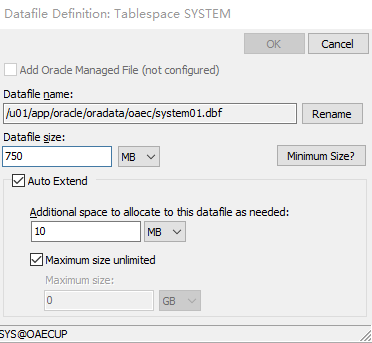 Datafile Definition: Tablespace SYSTEM
OK Cancel
Add Oracle Managed File (not configured)
Datafile name:
/u01/app/oracle/oradata/oaec/system01.dbf Rename
Datafile size:
750 MB Minimum Size?
Auto Extend
Additional space to allocate to this datafile as needed:
10 MB
Maximum size unlimited
Maximum size:
0 GB
SYS@OAECUP